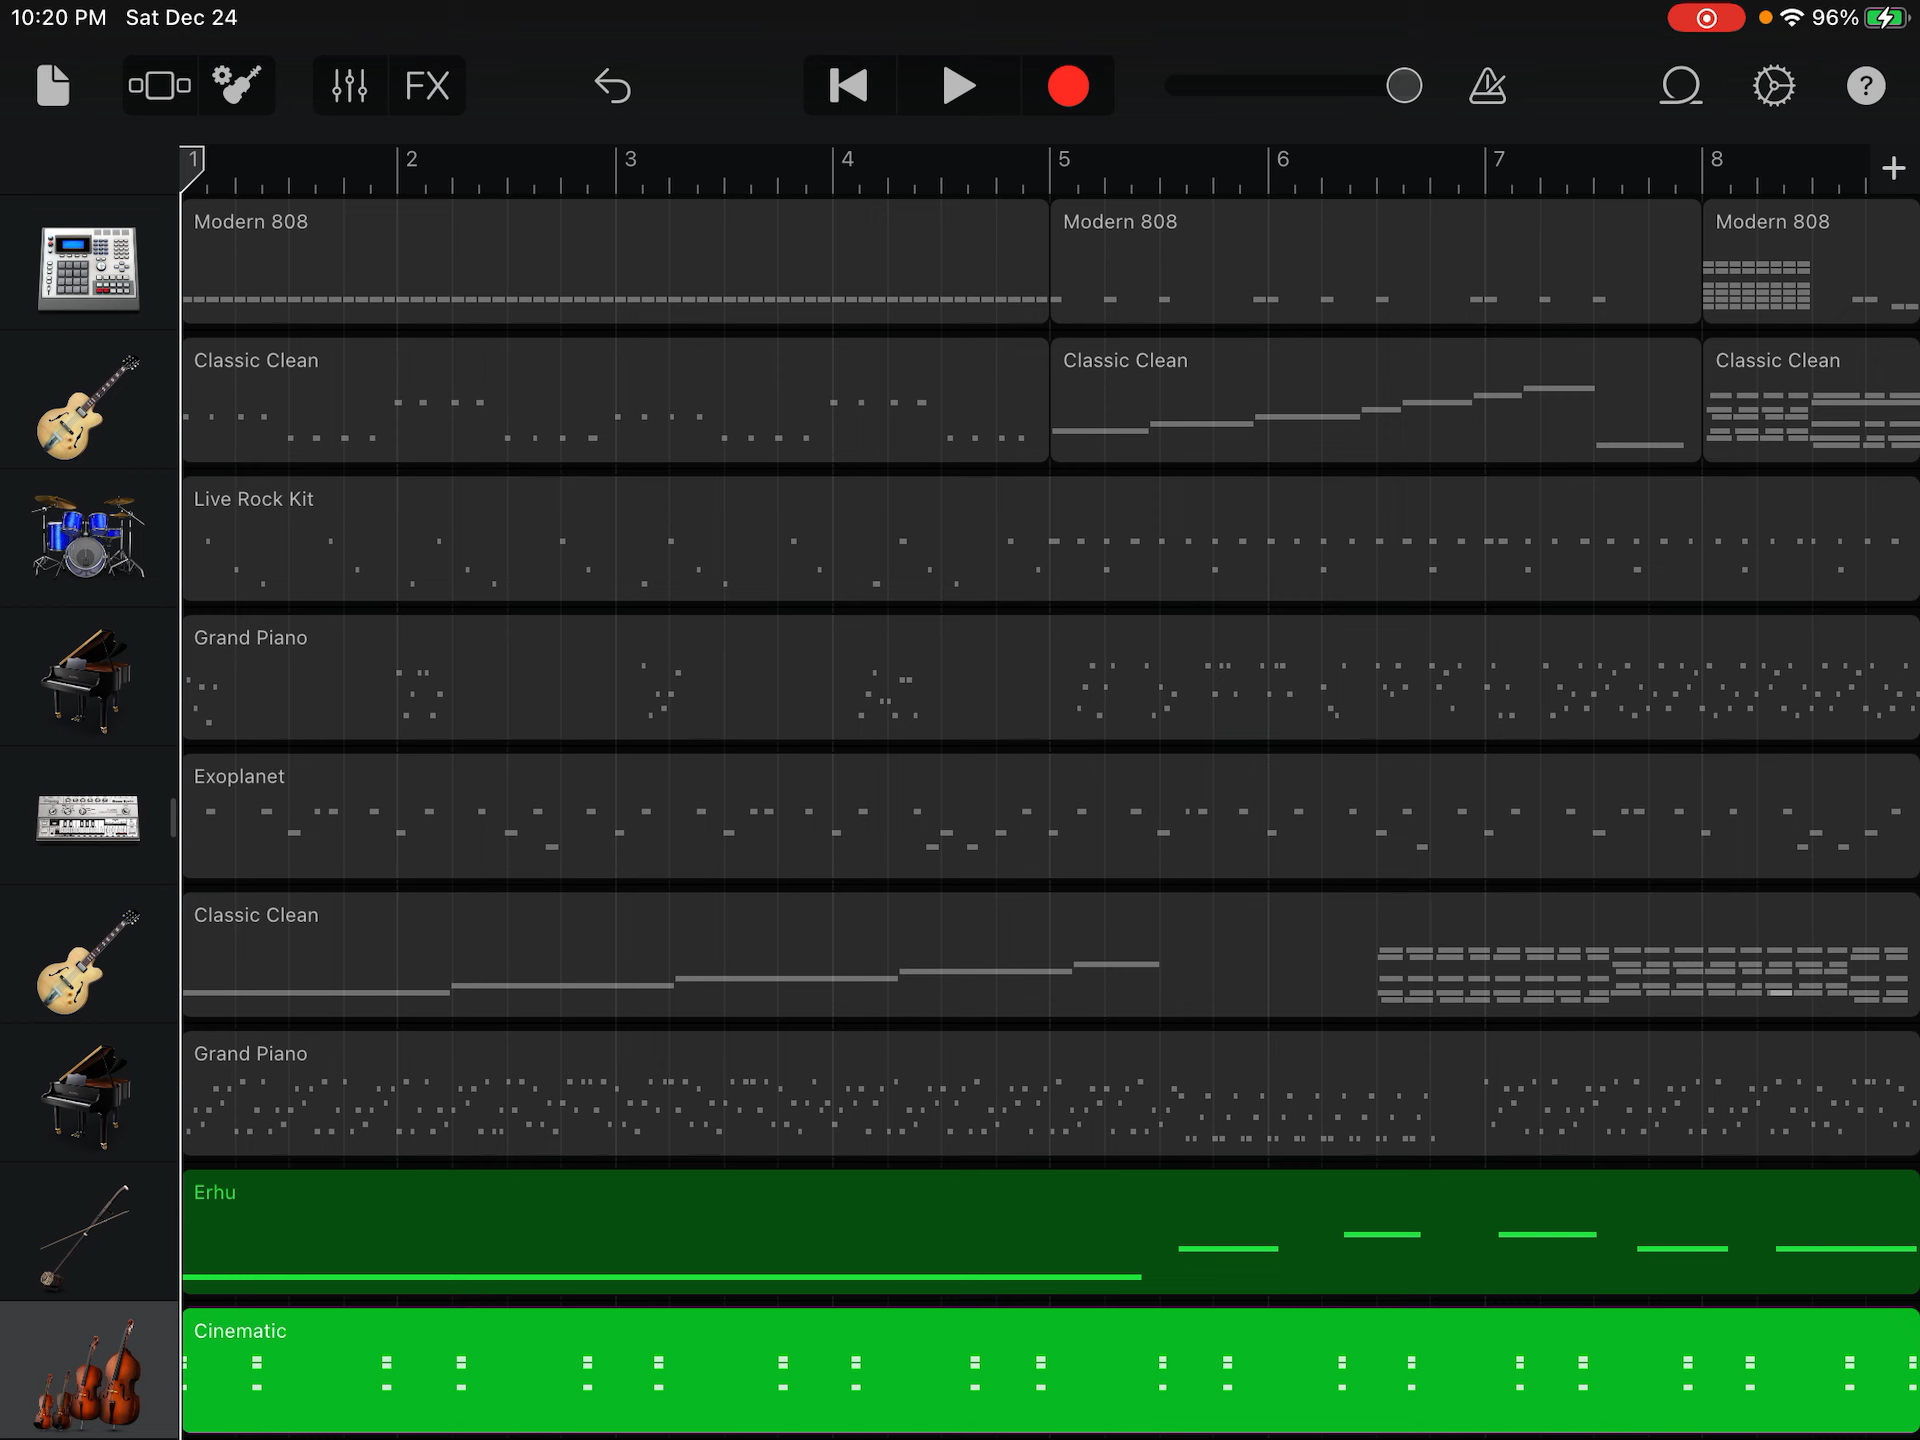 10:20 PM Sat Dec 24
96%
FX
?
1 2 3 4 5 6 7 8 +
Modern 808
Modern 808
Modern 808
Classic Clean
Classic Clean
Classic Clean
Live Rock Kit
Grand Piano
Exoplanet
Classic Clean
Grand Piano
Erhu
Cinematic